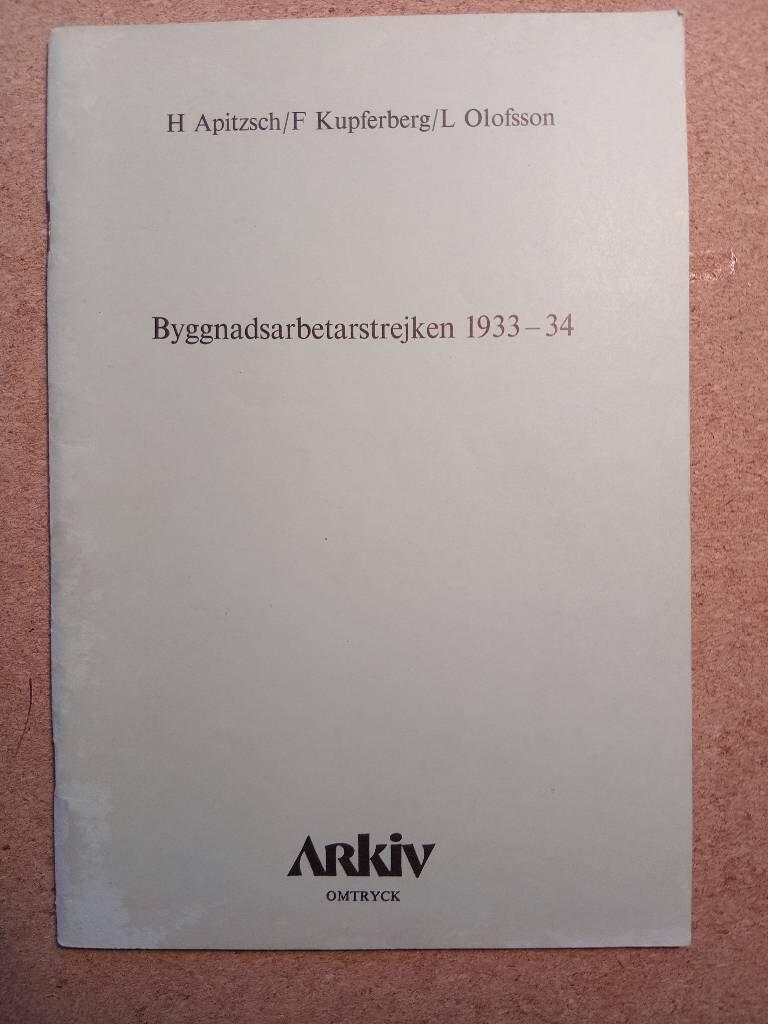 H Apitzsch/F Kupferberg/L Olofsson
Byggnadsarbetarstrejken 1933–34
Arkiv
OMTRYCK